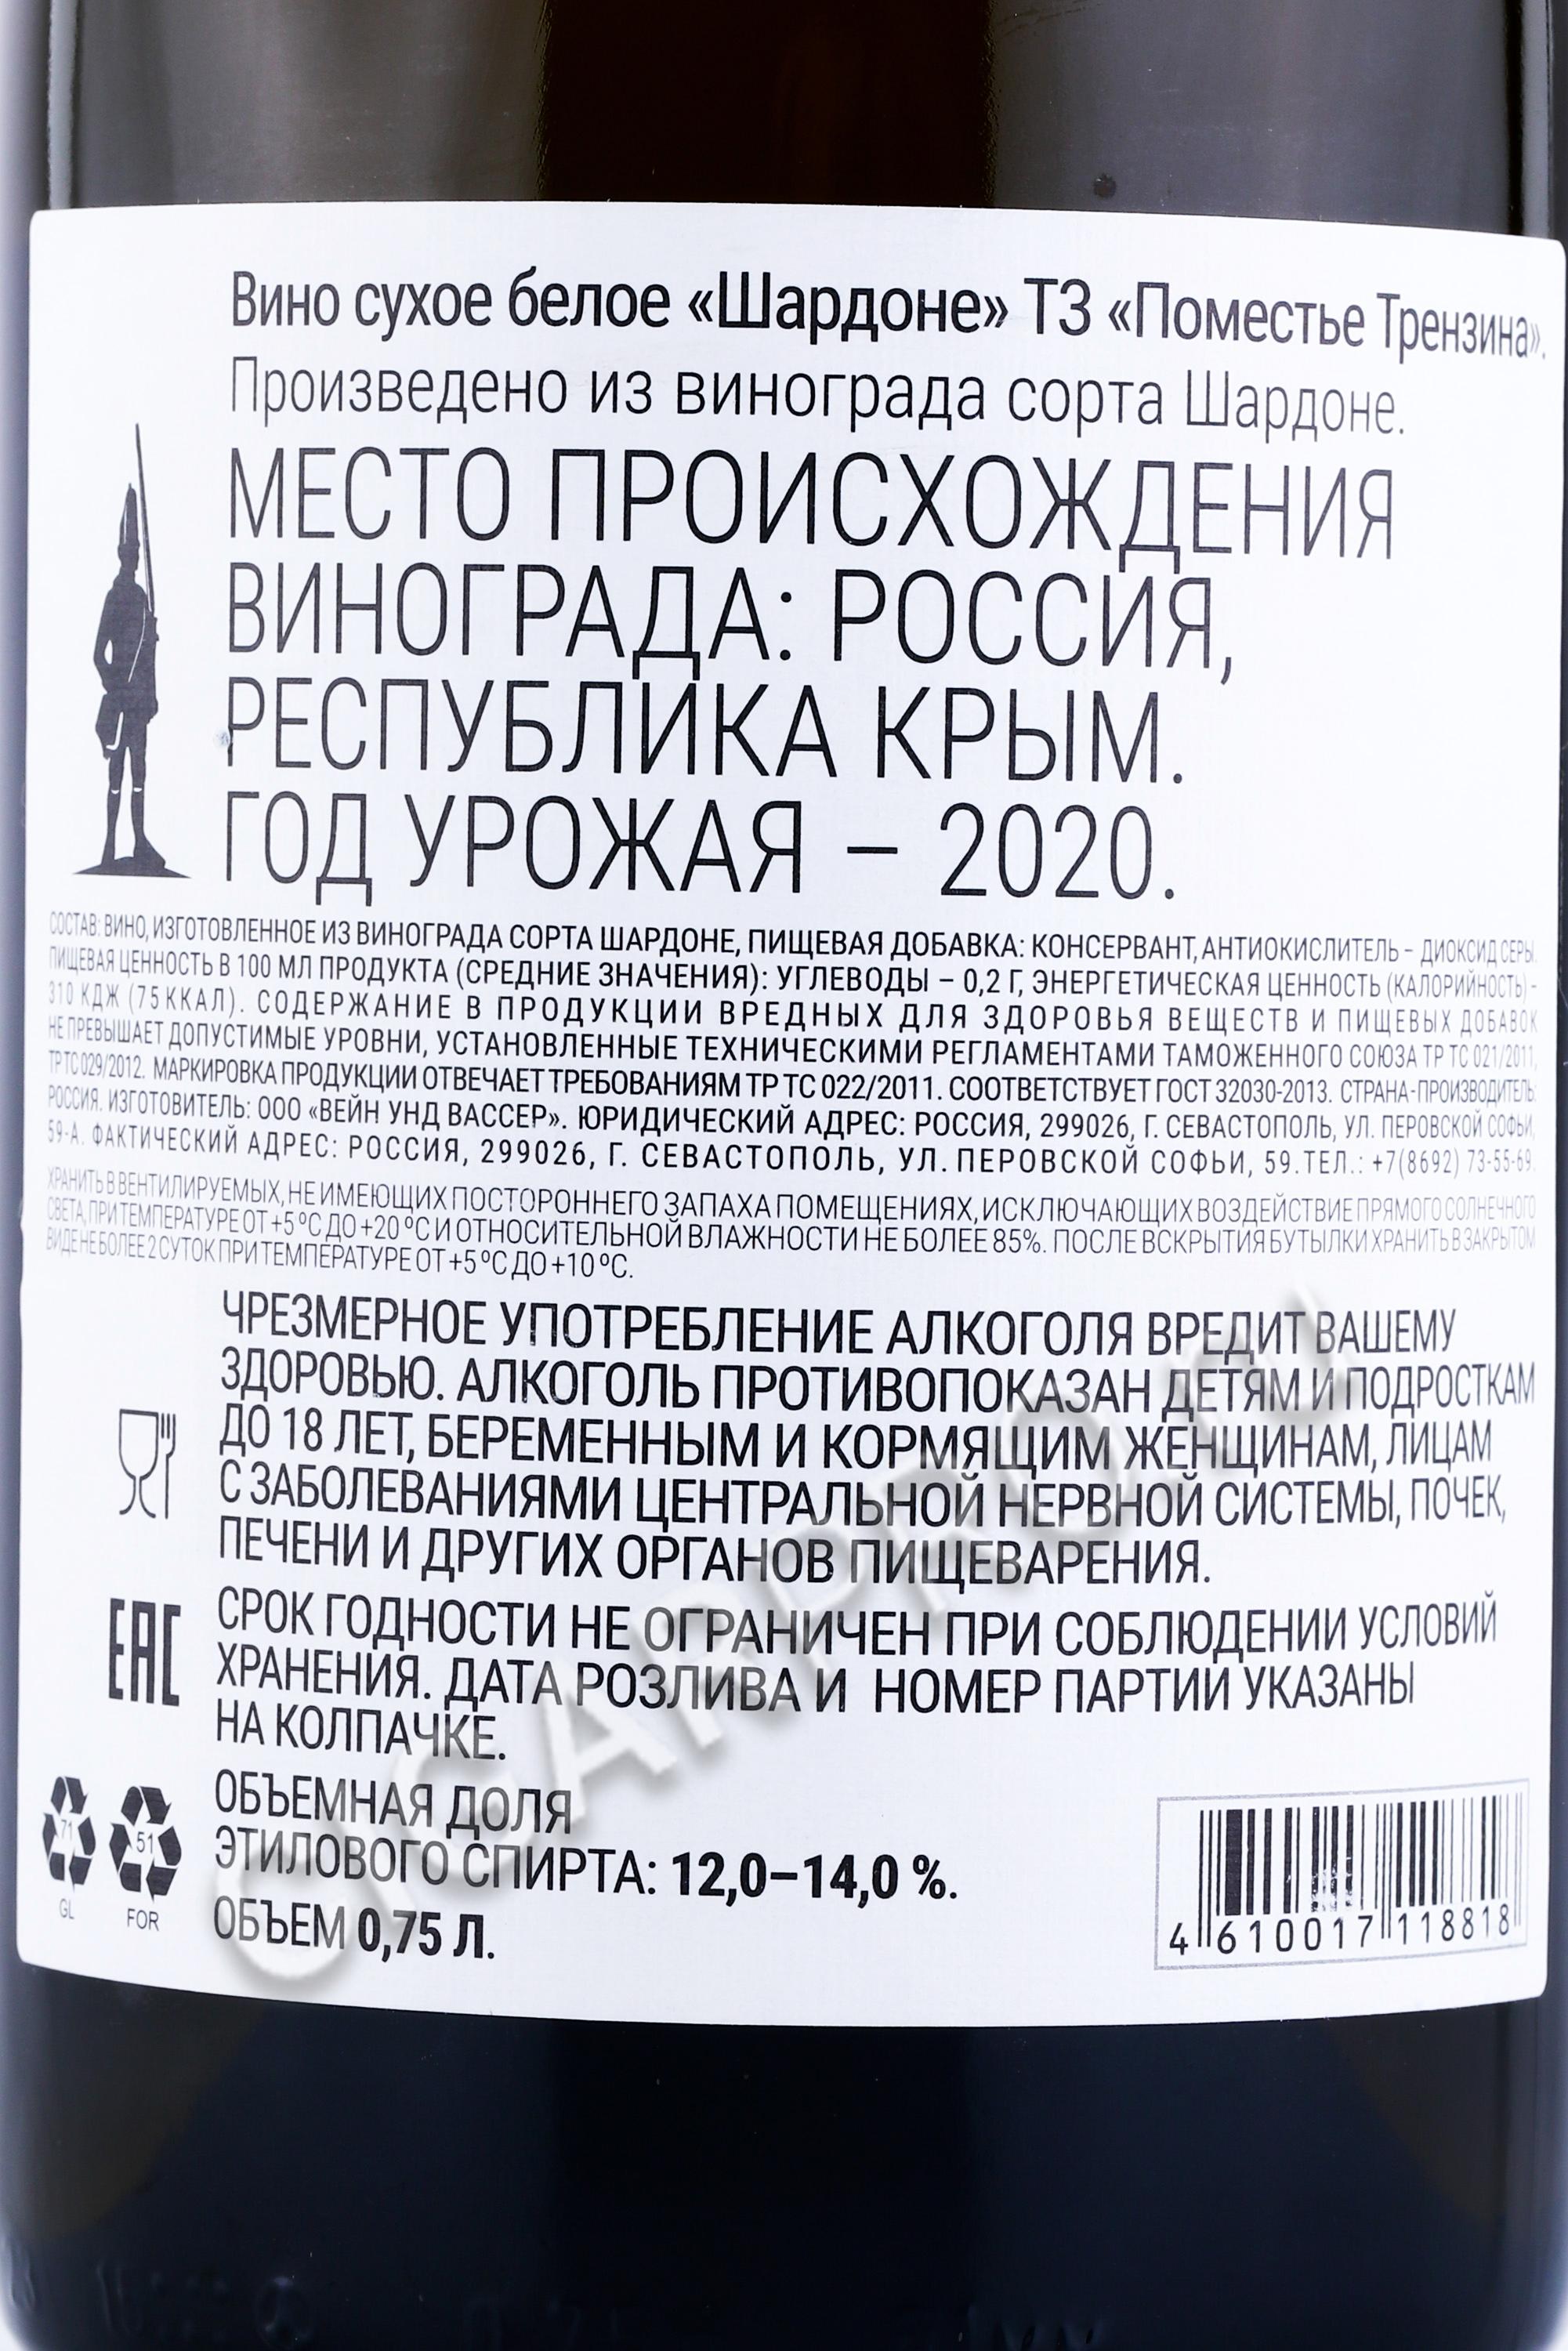 Вино сухое белое «Шардоне» ТЗ «Поместье Трензина».
Произведено из винограда сорта Шардоне.
МЕСТО ПРОИСХОЖДЕНИЯ
ВИНОГРАДА: РОССИЯ,
РЕСПУБЛИКА КРЫМ.
ГОД УРОЖАЯ – 2020.
СОСТАВ: ВИНО, ИЗГОТОВЛЕННОЕ ИЗ ВИНОГРАДА СОРТА ШАРДОНЕ, ПИЩЕВАЯ ДОБАВКА: КОНСЕРВАНТ, АНТИОКИСЛИТЕЛЬ – ДИОКСИД СЕРЫ.
ПИЩЕВАЯ ЦЕННОСТЬ В 100 МЛ ПРОДУКТА (СРЕДНИЕ ЗНАЧЕНИЯ): УГЛЕВОДЫ – 0,2 Г, ЭНЕРГЕТИЧЕСКАЯ ЦЕННОСТЬ (КАЛОРИЙНОСТЬ) -
310 КДЖ (75 ККАЛ). СОДЕРЖАНИЕ В ПРОДУКЦИИ ВРЕДНЫХ ДЛЯ ЗДОРОВЬЯ ВЕЩЕСТВ И ПИЩЕВЫХ ДОБАВОК
НЕ ПРЕВЫШАЕТ ДОПУСТИМЫЕ УРОВНИ, УСТАНОВЛЕННЫЕ ТЕХНИЧЕСКИМИ РЕГЛАМЕНТАМИ ТАМОЖЕННОГО СОЮЗА ТР ТС 021/2011,
ТР ТС 029/2012. МАРКИРОВКА ПРОДУКЦИИ ОТВЕЧАЕТ ТРЕБОВАНИЯМ ТР ТС 022/2011. СООТВЕТСТВУЕТ ГОСТ 32030-2013. СТРАНА-ПРОИЗВОДИТЕЛЬ:
РОССИЯ. ИЗГОТОВИТЕЛЬ: ООО «ВЕЙН УНД ВАССЕР». ЮРИДИЧЕСКИЙ АДРЕС: РОССИЯ, 299026, Г. СЕВАСТОПОЛЬ, УЛ. ПЕРОВСКОЙ СОФЬИ,
59-А. ФАКТИЧЕСКИЙ АДРЕС: РОССИЯ, 299026, Г. СЕВАСТОПОЛЬ, УЛ. ПЕРОВСКОЙ СОФЬИ, 59. ТЕЛ.: +7(8692) 73-55-69.
ХРАНИТЬ В ВЕНТИЛИРУЕМЫХ, НЕ ИМЕЮЩИХ ПОСТОРОННЕГО ЗАПАХА ПОМЕЩЕНИЯХ, ИСКЛЮЧАЮЩИХ ВОЗДЕЙСТВИЕ ПРЯМОГО СОЛНЕЧНОГО
СВЕТА, ПРИ ТЕМПЕРАТУРЕ ОТ +5 ºС ДО +20 ºС И ОТНОСИТЕЛЬНОЙ ВЛАЖНОСТИ НЕ БОЛЕЕ 85%. ПОСЛЕ ВСКРЫТИЯ БУТЫЛКИ ХРАНИТЬ В ЗАКРЫТОМ
ВИДЕ НЕ БОЛЕЕ 2 СУТОК ПРИ ТЕМПЕРАТУРЕ ОТ +5 ºС ДО +10 ºС.
ЧРЕЗМЕРНОЕ УПОТРЕБЛЕНИЕ АЛКОГОЛЯ ВРЕДИТ ВАШЕМУ
ЗДОРОВЬЮ. АЛКОГОЛЬ ПРОТИВОПОКАЗАН ДЕТЯМ И ПОДРОСТКАМ
ДО 18 ЛЕТ, БЕРЕМЕННЫМ И КОРМЯЩИМ ЖЕНЩИНАМ, ЛИЦАМ
С ЗАБОЛЕВАНИЯМИ ЦЕНТРАЛЬНОЙ НЕРВНОЙ СИСТЕМЫ, ПОЧЕК,
ПЕЧЕНИ И ДРУГИХ ОРГАНОВ ПИЩЕВАРЕНИЯ.
EAC
СРОК ГОДНОСТИ НЕ ОГРАНИЧЕН ПРИ СОБЛЮДЕНИИ УСЛОВИЙ
ХРАНЕНИЯ. ДАТА РОЗЛИВА И НОМЕР ПАРТИИ УКАЗАНЫ
НА КОЛПАЧКЕ.
71
GL
51
FOR
ОБЪЕМНАЯ ДОЛЯ
ЭТИЛОВОГО СПИРТА: 12,0–14,0 %.
ОБЪЕМ 0,75 Л.
4 610017 118818
CIGARPRO.ru